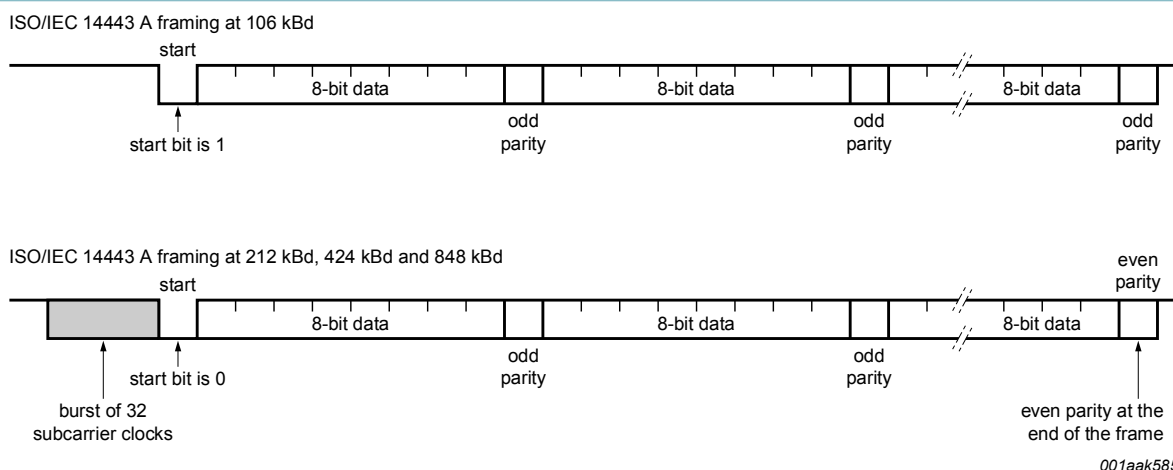 ISO/IEC 14443 A framing at 106 kBd
start
8-bit data
8-bit data
8-bit data
odd
parity
odd
parity
odd
parity
start bit is 1
ISO/IEC 14443 A framing at 212 kBd, 424 kBd and 848 kBd
even
parity
start
8-bit data
8-bit data
8-bit data
odd
parity
odd
parity
start bit is 0
burst of 32
subcarrier clocks
even parity at the
end of the frame
001aak585